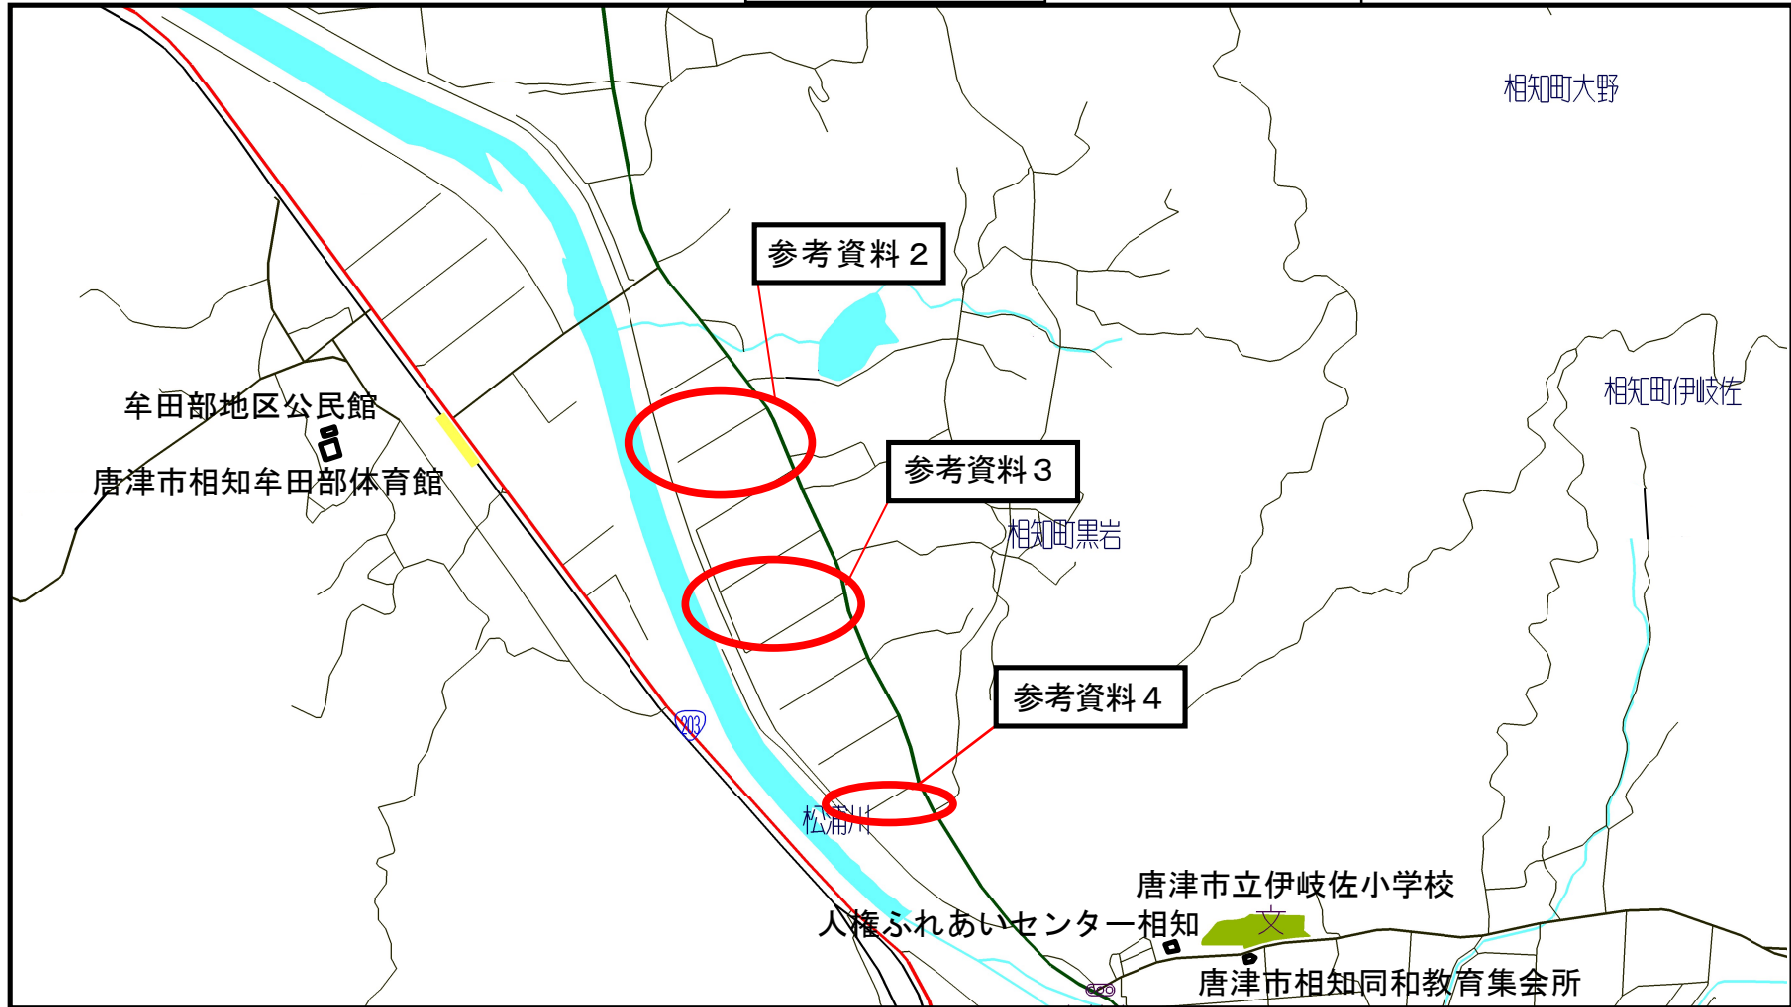 相知町大野
参考資料２
相知町伊岐佐
牟田部地区公民館
参考資料３
唐津市相知牟田部体育館
相知町黒岩
参考資料４
203
松浦川
唐津市立伊岐佐小学校
文
人権ふれあいセンター相知
唐津市相知同和教育集会所